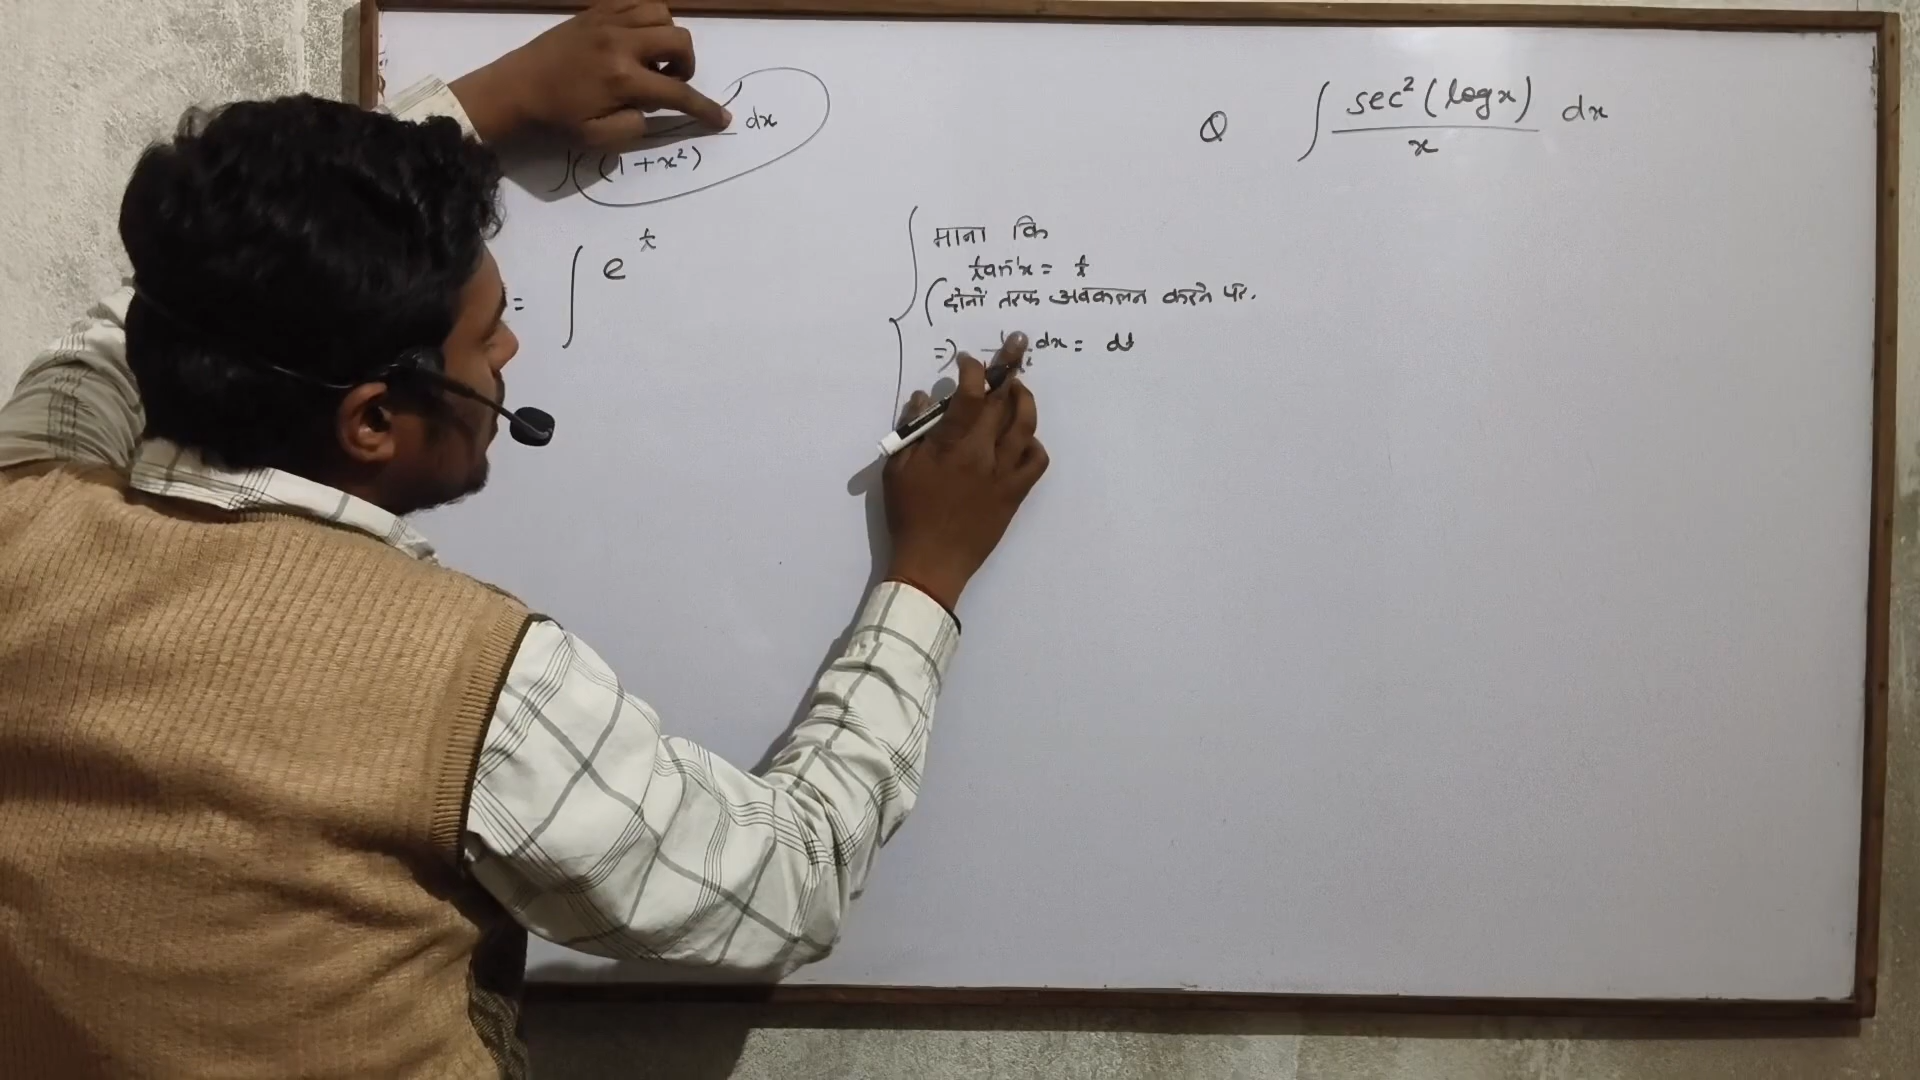 dx
(1+x²)
= ∫ e^t
माना कि
tan⁻¹x = t
दोनों तरफ अवकलन करने पर.
⇒ dx = dt
Q ∫ sec² (log x) / x dx